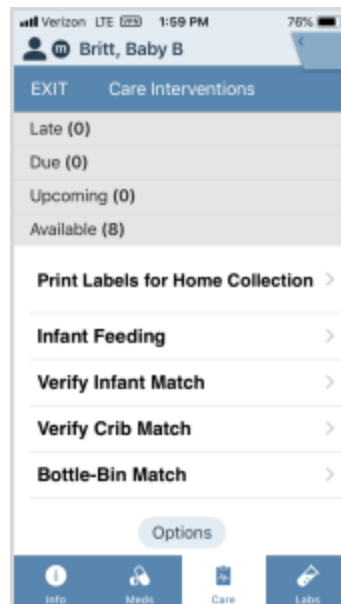 Verizon LTE VPN 1:59 PM 76%
m Britt, Baby B
EXIT Care Interventions
Late (0)
Due (0)
Upcoming (0)
Available (8)
Print Labels for Home Collection
Infant Feeding
Verify Infant Match
Verify Crib Match
Bottle-Bin Match
Options
Info Meds Care Labs